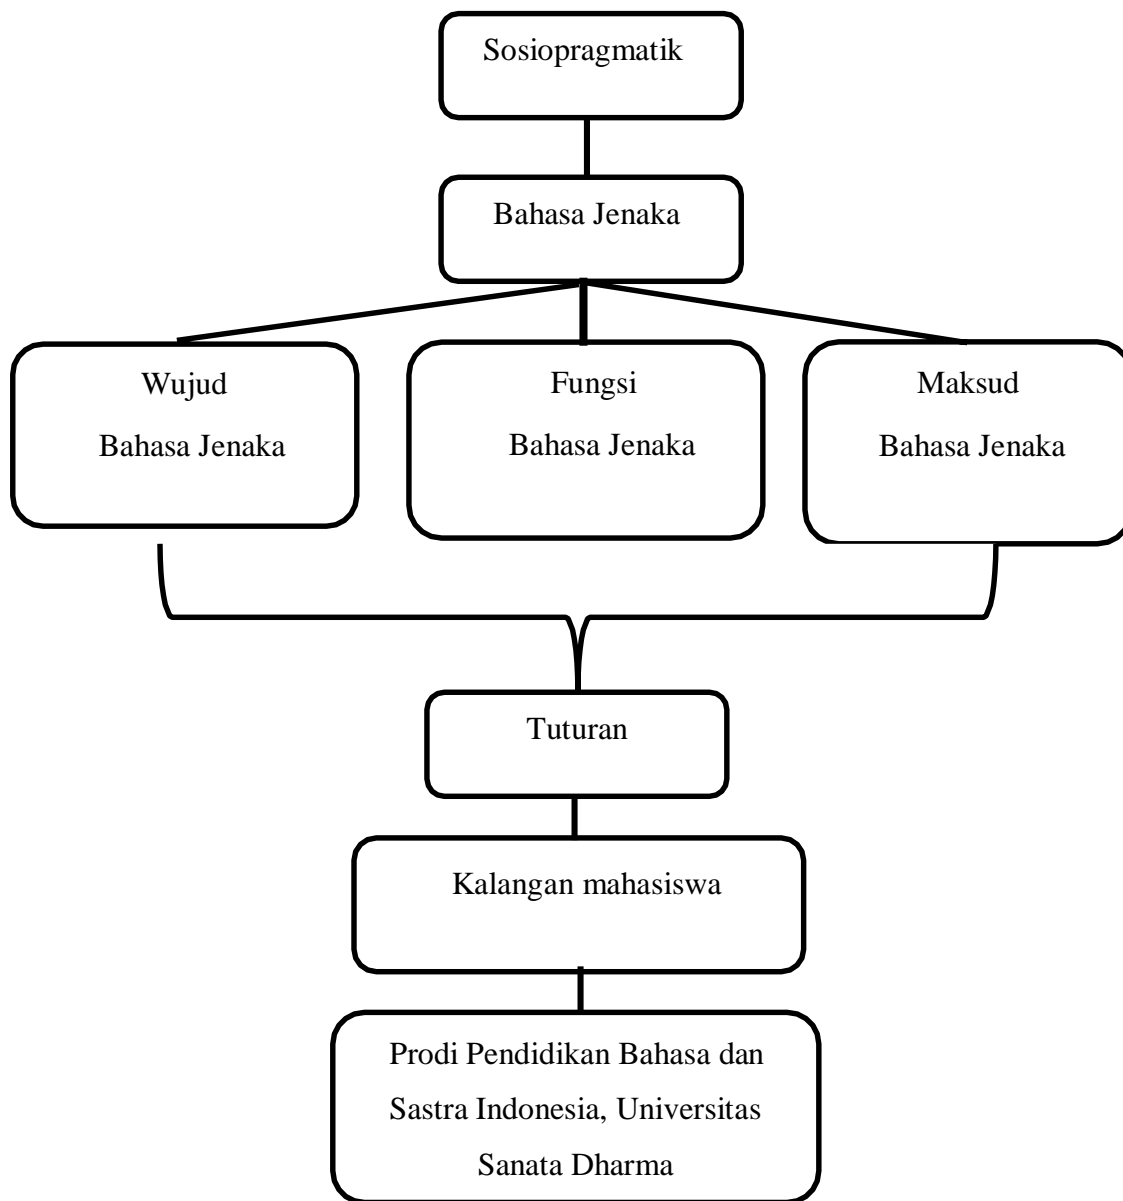 Sosiopragmatik
Bahasa Jenaka
Wujud
Bahasa Jenaka
Fungsi
Bahasa Jenaka
Maksud
Bahasa Jenaka
Tuturan
Kalangan mahasiswa
Prodi Pendidikan Bahasa dan
Sastra Indonesia, Universitas
Sanata Dharma